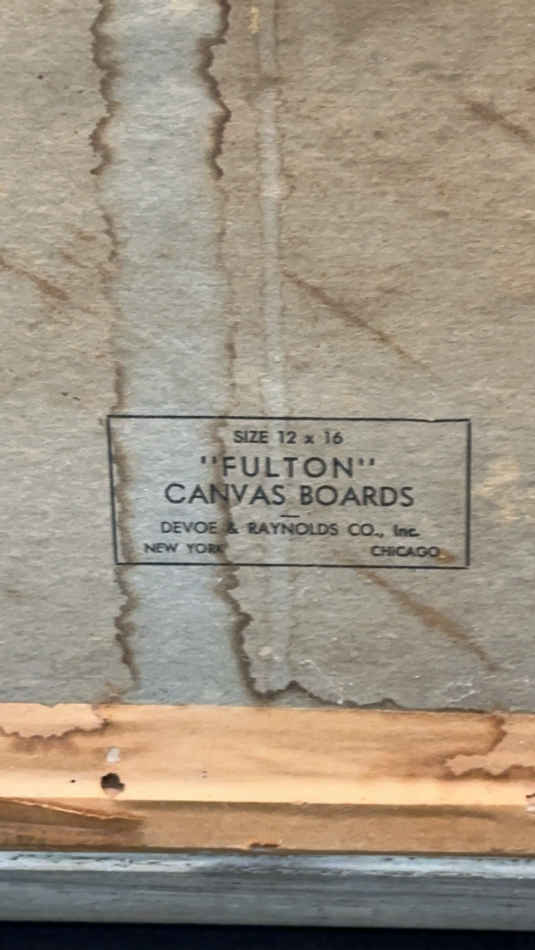 SIZE 12 x 16
"FULTON"
CANVAS BOARDS
DEVOE & RAYNOLDS CO., Inc.
NEW YORK CHICAGO